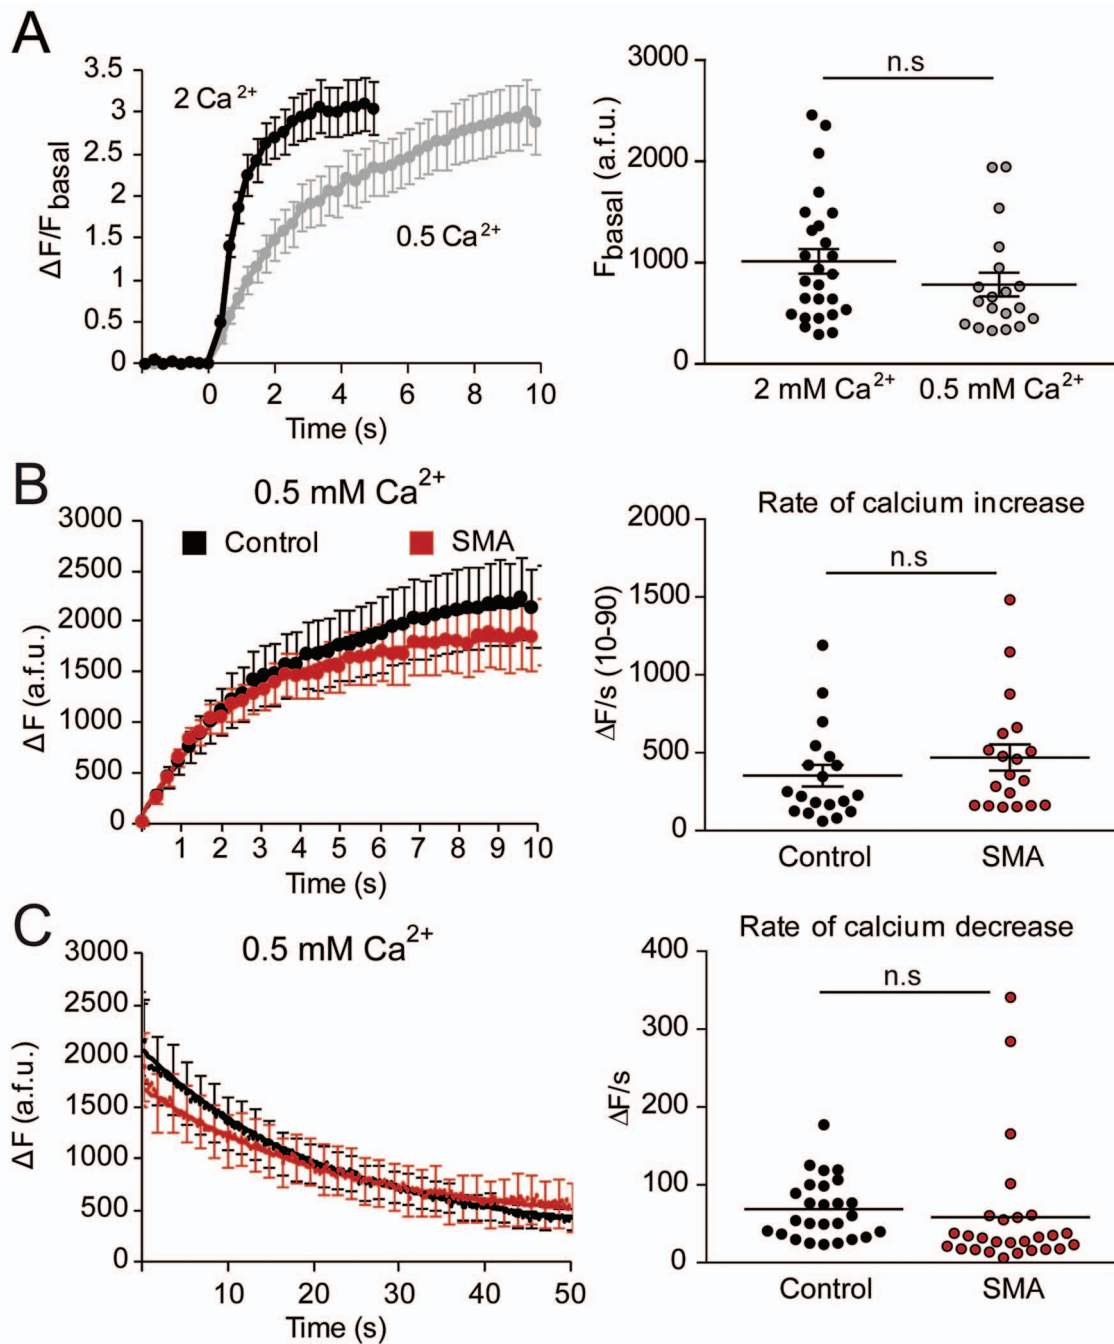 A
3.5
3
2.5
2
1.5
1
0.5
0
ΔF/F basal
2 Ca2+
0.5 Ca2+
0 2 4 6 8 10
Time (s)
3000
2000
1000
0
Fbasal (a.f.u.)
n.s
2 mM Ca2+ 0.5 mM Ca2+
B
0.5 mM Ca2+
3000
2500
2000
1500
1000
500
0
ΔF (a.f.u.)
Control SMA
1 2 3 4 5 6 7 8 9 10
Time (s)
Rate of calcium increase
2000
1500
1000
500
0
ΔF/s (10-90)
n.s
Control SMA
C
0.5 mM Ca2+
3000
2500
2000
1500
1000
500
0
ΔF (a.f.u.)
10 20 30 40 50
Time (s)
Rate of calcium decrease
400
300
200
100
0
ΔF/s
n.s
Control SMA